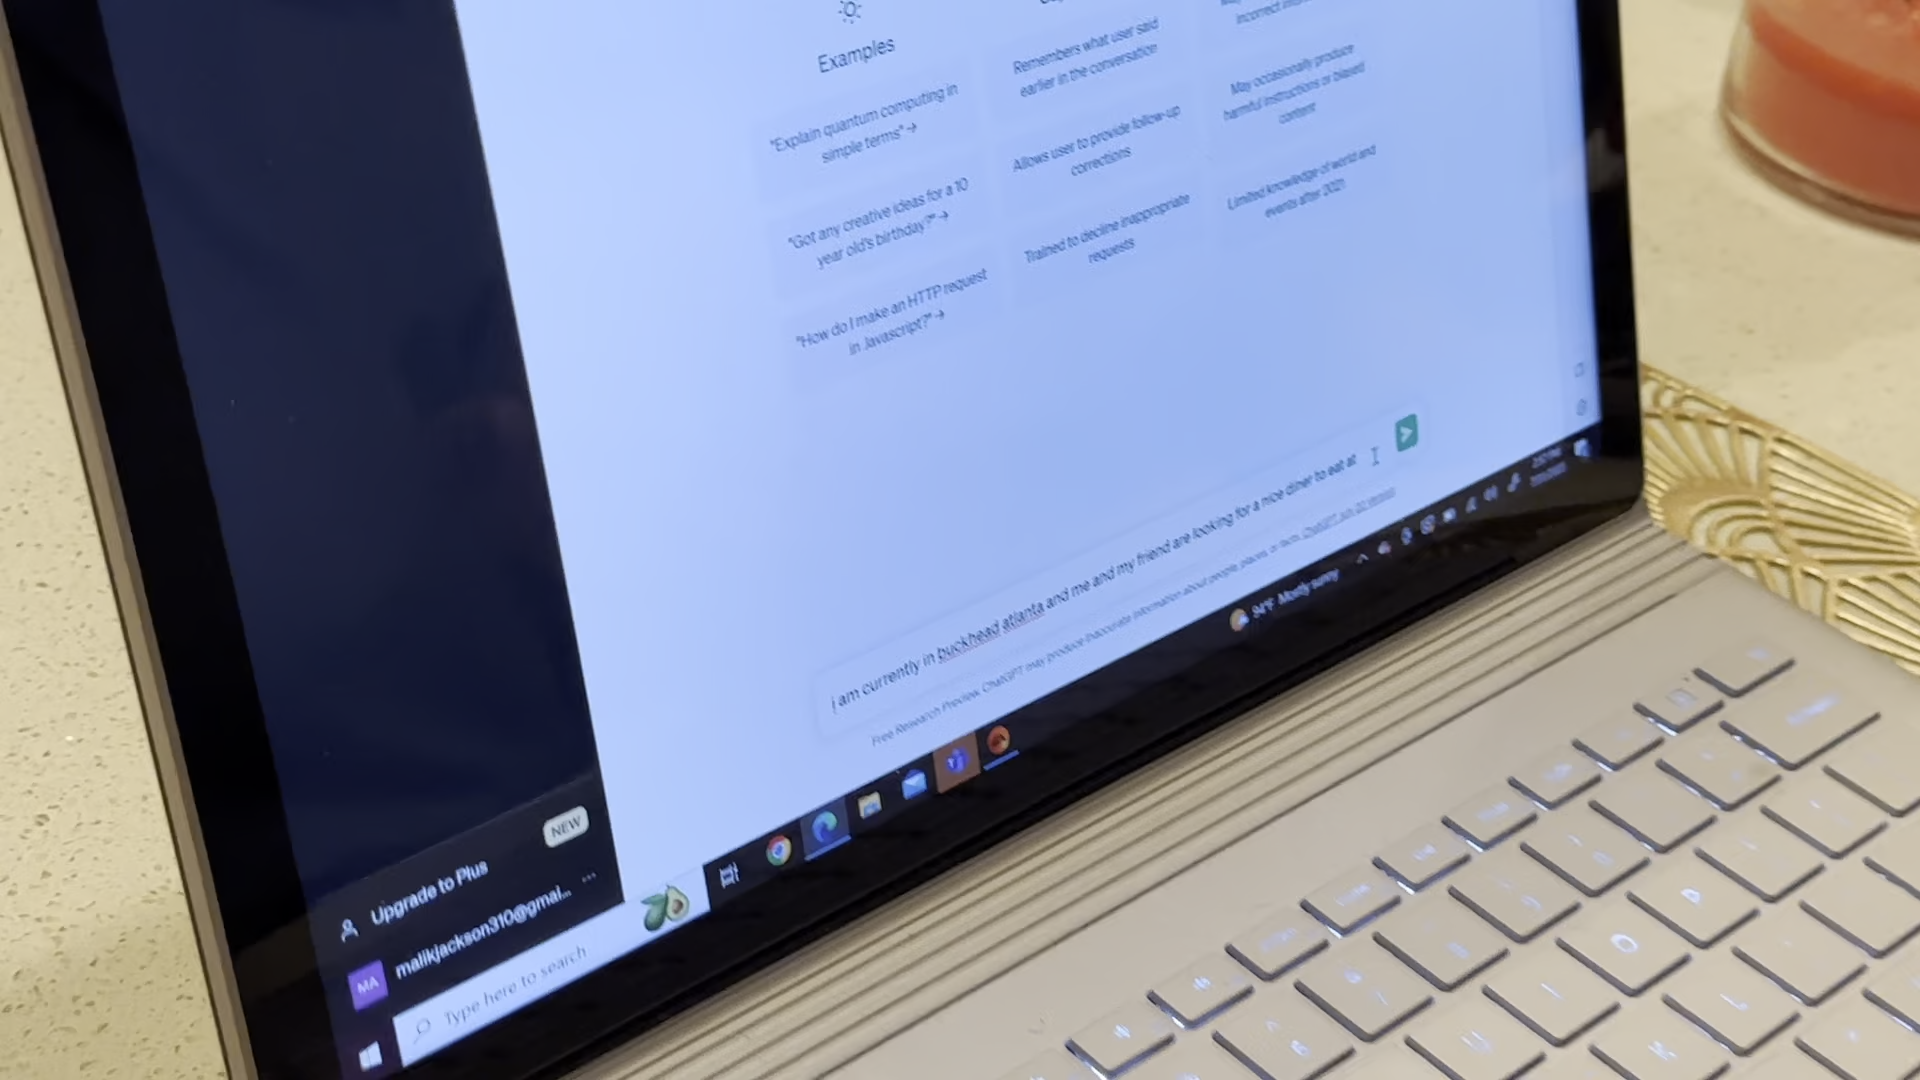 Examples
"Explain quantum computing in
simple terms" →
"Got any creative ideas for a 10
year old's birthday?" →
"How do I make an HTTP request
in Javascript?" →
Remembers what user said
earlier in the conversation
Allows user to provide follow-up
corrections
Trained to decline inappropriate
requests
May occasionally produce
harmful instructions or biased
content
Limited knowledge of world and
events after 2021
i am currently in buckhead atlanta and me and my friend are looking for a nice diner to eat at
Free Research Preview. ChatGPT may produce inaccurate information about people, places, or facts.
Upgrade to Plus
NEW
malikjackson310@gmai...
MA
Type here to search
94°F Mostly sunny